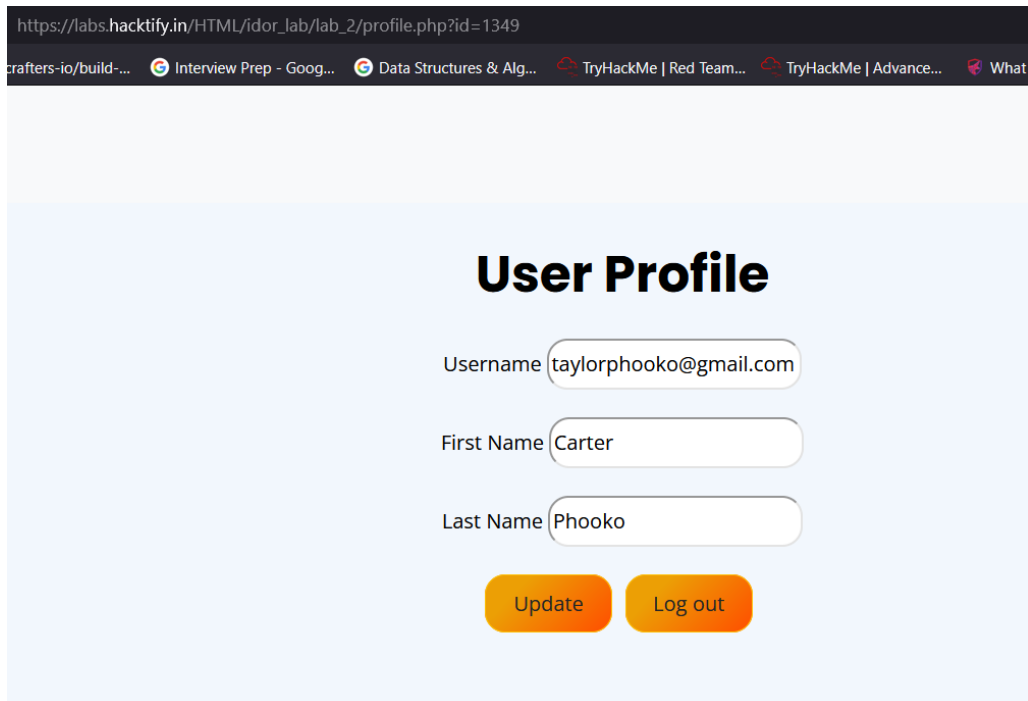 https://labs.hacktify.in/HTML/idor_lab/lab_2/profile.php?id=1349
crafters-io/build-... Interview Prep - Goog... Data Structures & Alg... TryHackMe | Red Team... TryHackMe | Advance... What
User Profile
Username taylorphooko@gmail.com
First Name Carter
Last Name Phooko
Update Log out